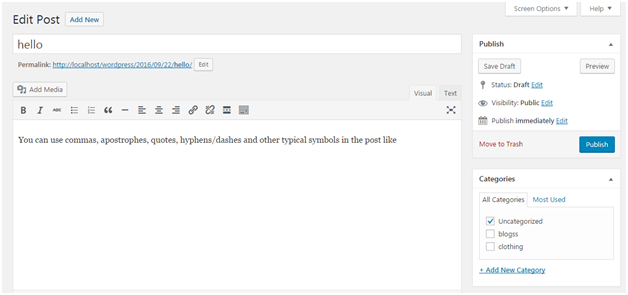 Screen Options Help
Edit Post Add New
hello
Permalink: http://localhost/wordpress/2016/09/22/hello/ Edit
Add Media
Visual Text
B I ABC
You can use commas, apostrophes, quotes, hyphens/dashes and other typical symbols in the post like
Publish
Save Draft Preview
Status: Draft Edit
Visibility: Public Edit
Publish immediately Edit
Move to Trash Publish
Categories
All Categories Most Used
Uncategorized
blogss
clothing
+ Add New Category